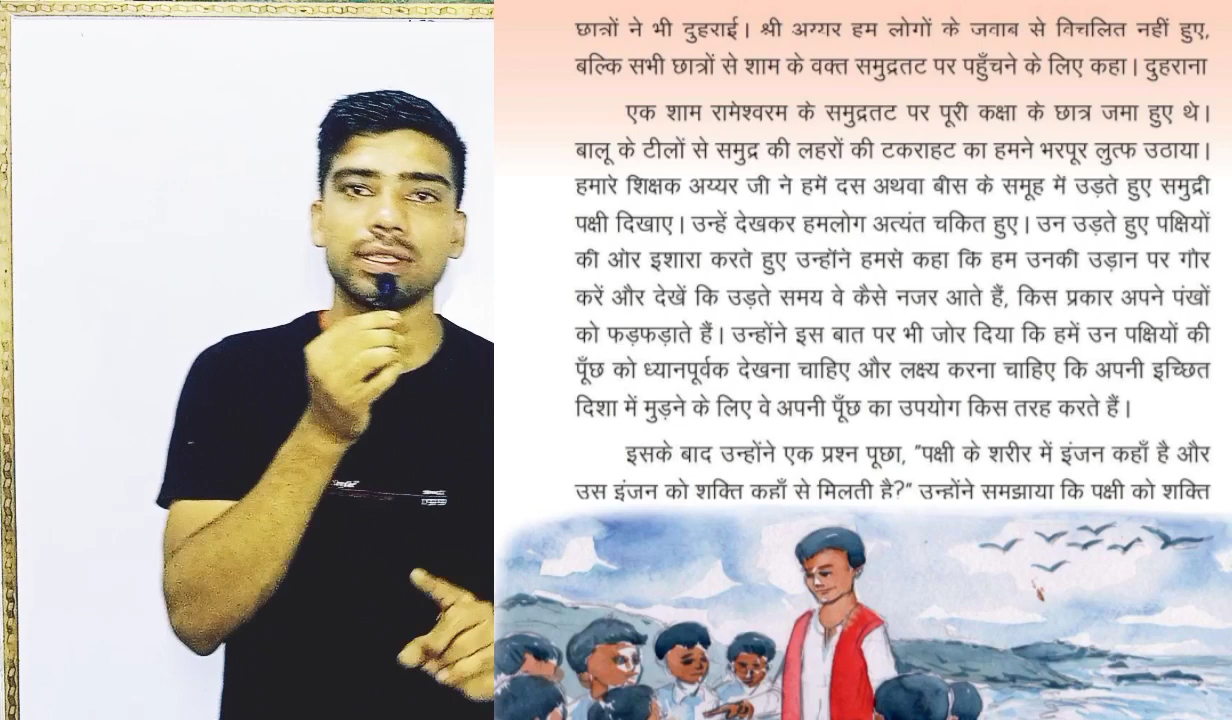 छात्रों ने भी दुहराई। श्री अय्यर हम लोगों के जवाब से विचलित नहीं हुए,
बल्कि सभी छात्रों से शाम के वक्त समुद्रतट पर पहुँचने के लिए कहा। दुहराना
एक शाम रामेश्वरम के समुद्रतट पर पूरी कक्षा के छात्र जमा हुए थे।
बालू के टीलों से समुद्र की लहरों की टकराहट का हमने भरपूर लुत्फ उठाया।
हमारे शिक्षक अय्यर जी ने हमें दस अथवा बीस के समूह में उड़ते हुए समुद्री
पक्षी दिखाए। उन्हें देखकर हमलोग अत्यंत चकित हुए। उन उड़ते हुए पक्षियों
की ओर इशारा करते हुए उन्होंने हमसे कहा कि हम उनकी उड़ान पर गौर
करें और देखें कि उड़ते समय वे कैसे नजर आते हैं, किस प्रकार अपने पंखों
को फड़फड़ाते हैं। उन्होंने इस बात पर भी जोर दिया कि हमें उन पक्षियों की
पूँछ को ध्यानपूर्वक देखना चाहिए और लक्ष्य करना चाहिए कि अपनी इच्छित
दिशा में मुड़ने के लिए वे अपनी पूँछ का उपयोग किस तरह करते हैं।
इसके बाद उन्होंने एक प्रश्न पूछा, "पक्षी के शरीर में इंजन कहाँ है और
उस इंजन को शक्ति कहाँ से मिलती है?" उन्होंने समझाया कि पक्षी को शक्ति